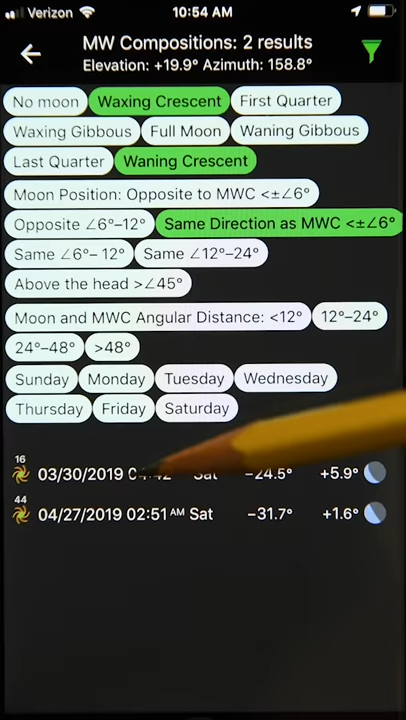 Verizon 10:54 AM
MW Compositions: 2 results
Elevation: +19.9° Azimuth: 158.8°
No moon Waxing Crescent First Quarter
Waxing Gibbous Full Moon Waning Gibbous
Last Quarter Waning Crescent
Moon Position: Opposite to MWC <±∠6°
Opposite ∠6°–12° Same Direction as MWC <±∠6°
Same ∠6°– 12° Same ∠12°–24°
Above the head >∠45°
Moon and MWC Angular Distance: <12° 12°–24°
24°–48° >48°
Sunday Monday Tuesday Wednesday
Thursday Friday Saturday
16
03/30/2019 Sat −24.5° +5.9°
44
04/27/2019 02:51 AM Sat −31.7° +1.6°